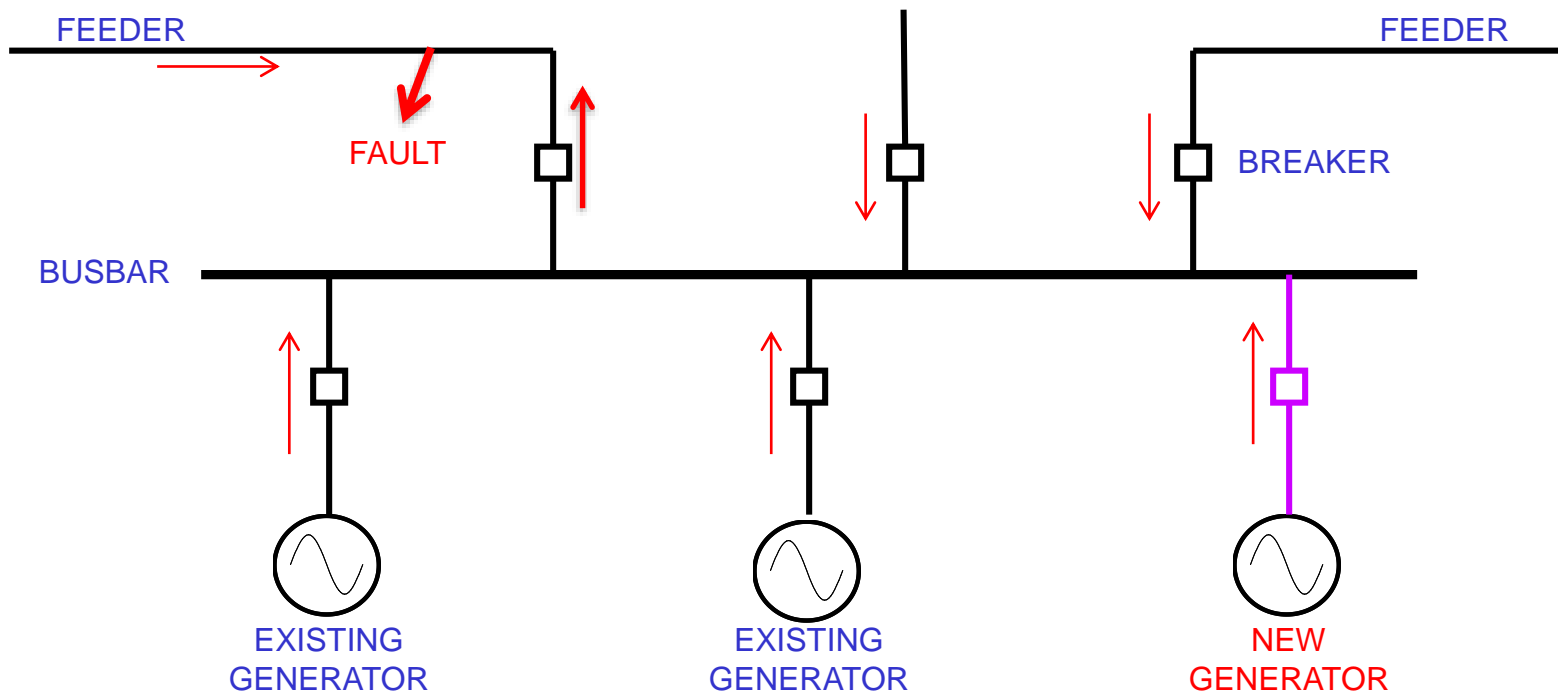 FEEDER
FEEDER
FAULT
BREAKER
BUSBAR
EXISTING
GENERATOR
EXISTING
GENERATOR
NEW
GENERATOR